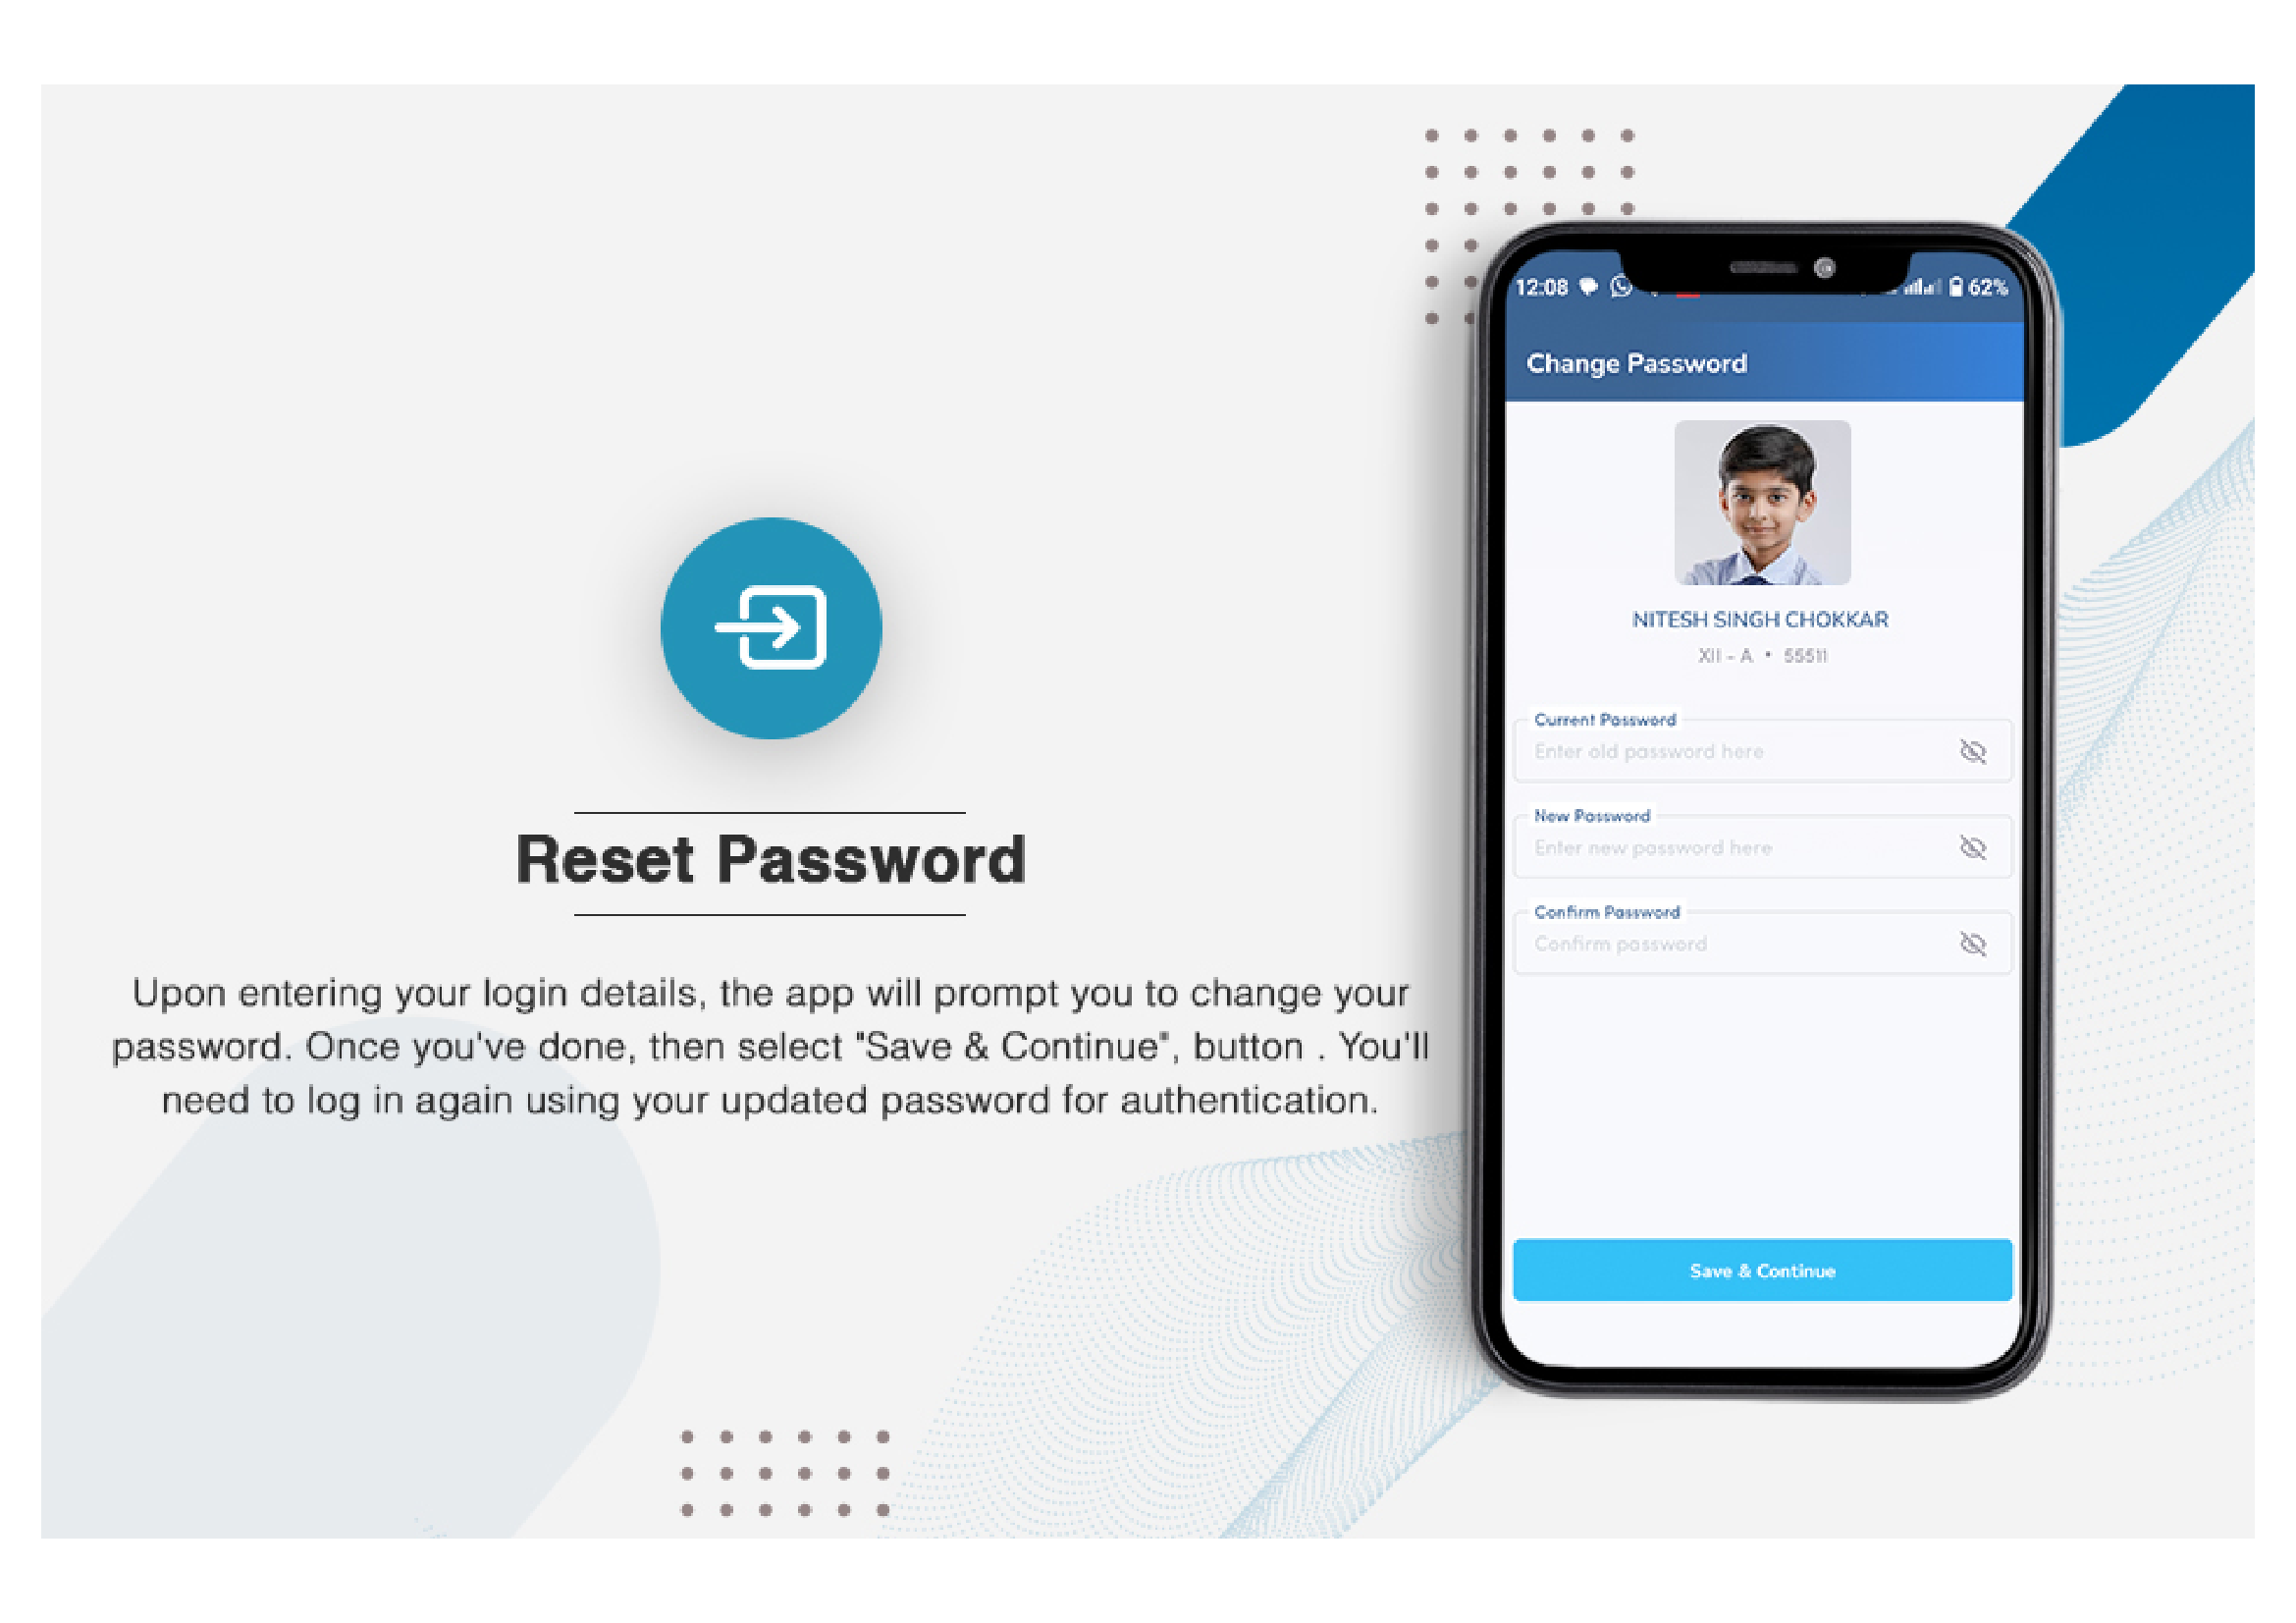 Reset Password
Upon entering your login details, the app will prompt you to change your
password. Once you've done, then select "Save & Continue", button . You'll
need to log in again using your updated password for authentication.
12:08
62%
Change Password
NITESH SINGH CHOKKAR
XII - A • 55511
Current Password
Enter old password here
New Password
Enter new password here
Confirm Password
Confirm password
Save & Continue